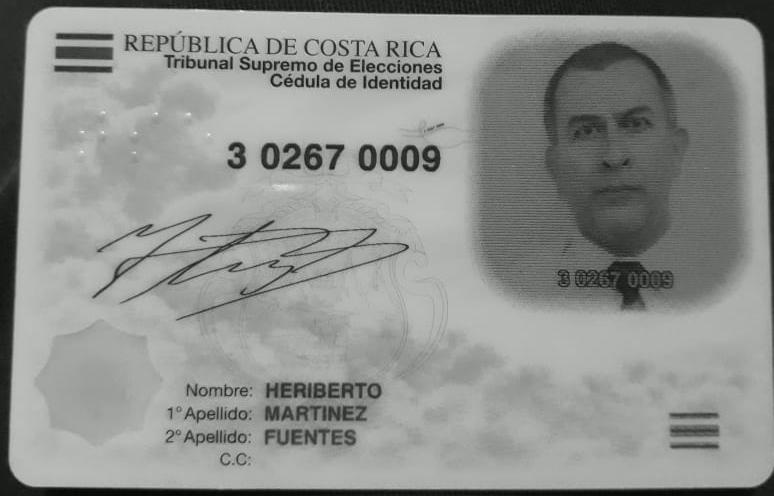 REPÚBLICA DE COSTA RICA
Tribunal Supremo de Elecciones
Cédula de Identidad
3 0267 0009
3 0267 0009
Nombre: HERIBERTO
1° Apellido: MARTINEZ
2° Apellido: FUENTES
C.C: